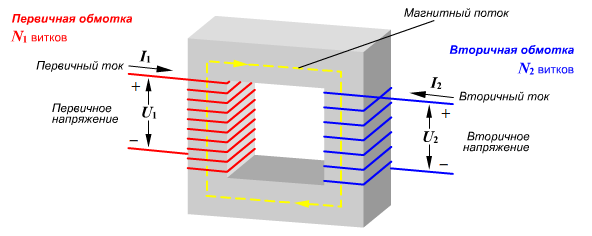 Первичная обмотка
N1 витков
Магнитный поток
Вторичная обмотка
N2 витков
I1
Первичный ток
+
Первичное
напряжение
U1
−
I2
Вторичный ток
+
U2
Вторичное
напряжение
−